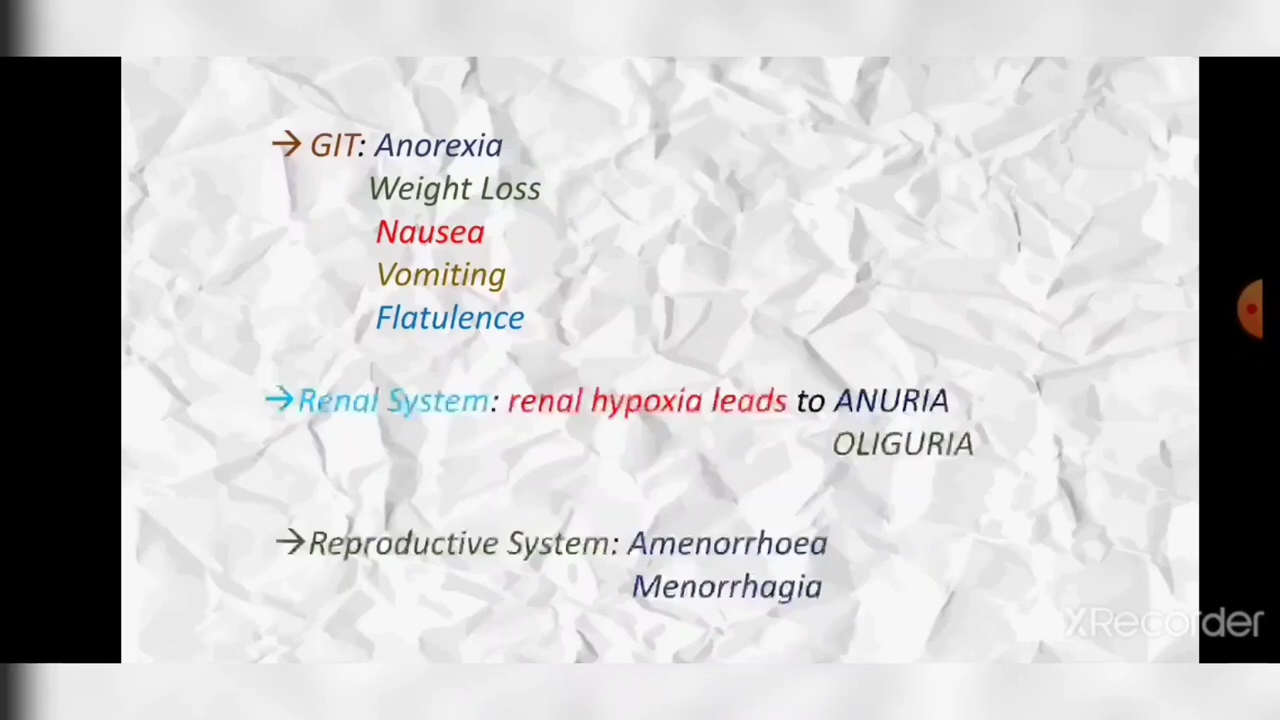 → GIT: Anorexia
Weight Loss
Nausea
Vomiting
Flatulence
→Renal System: renal hypoxia leads to ANURIA
OLIGURIA
→Reproductive System: Amenorrhoea
Menorrhagia
XRecorder